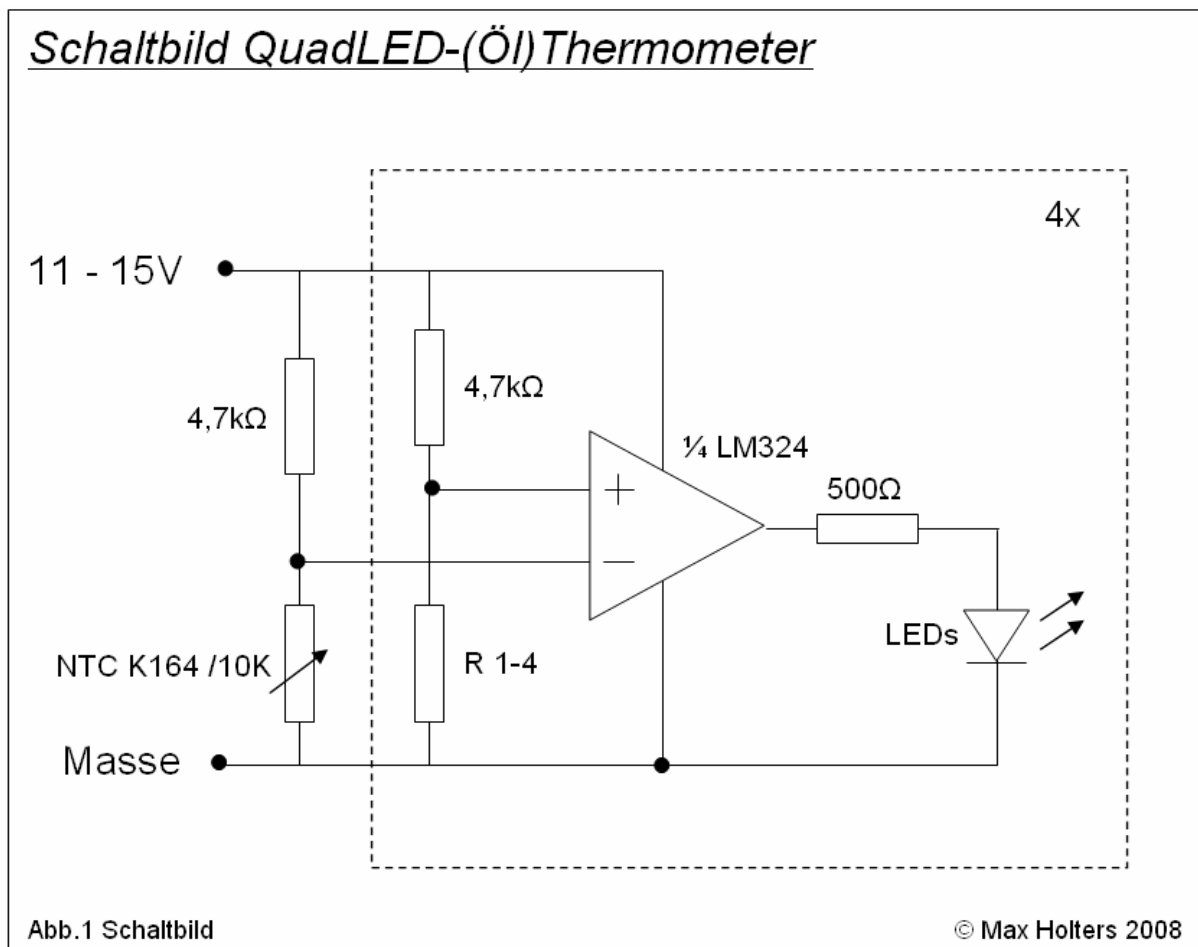 Schaltbild QuadLED-(Öl)Thermometer
4x
11 - 15V
4,7kΩ
4,7kΩ
¼ LM324
+
500Ω
−
LEDs
NTC K164 /10K
R 1-4
Masse
Abb.1 Schaltbild
© Max Holters 2008